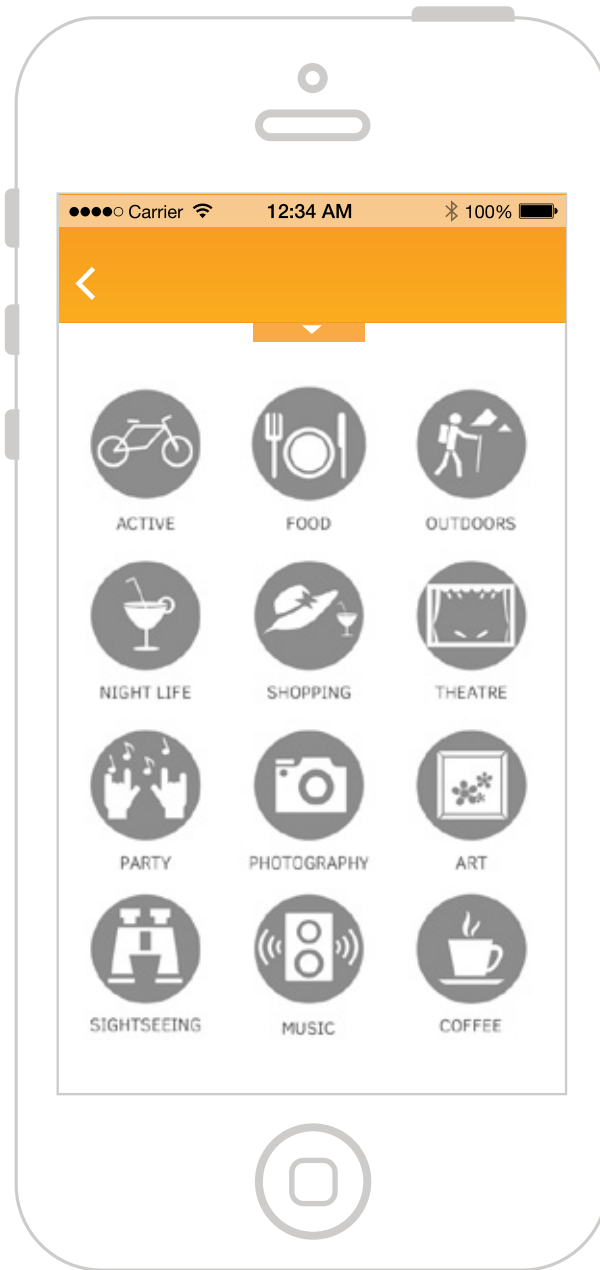 Carrier 12:34 AM 100%
ACTIVE FOOD OUTDOORS
NIGHT LIFE SHOPPING THEATRE
PARTY PHOTOGRAPHY ART
SIGHTSEEING MUSIC COFFEE